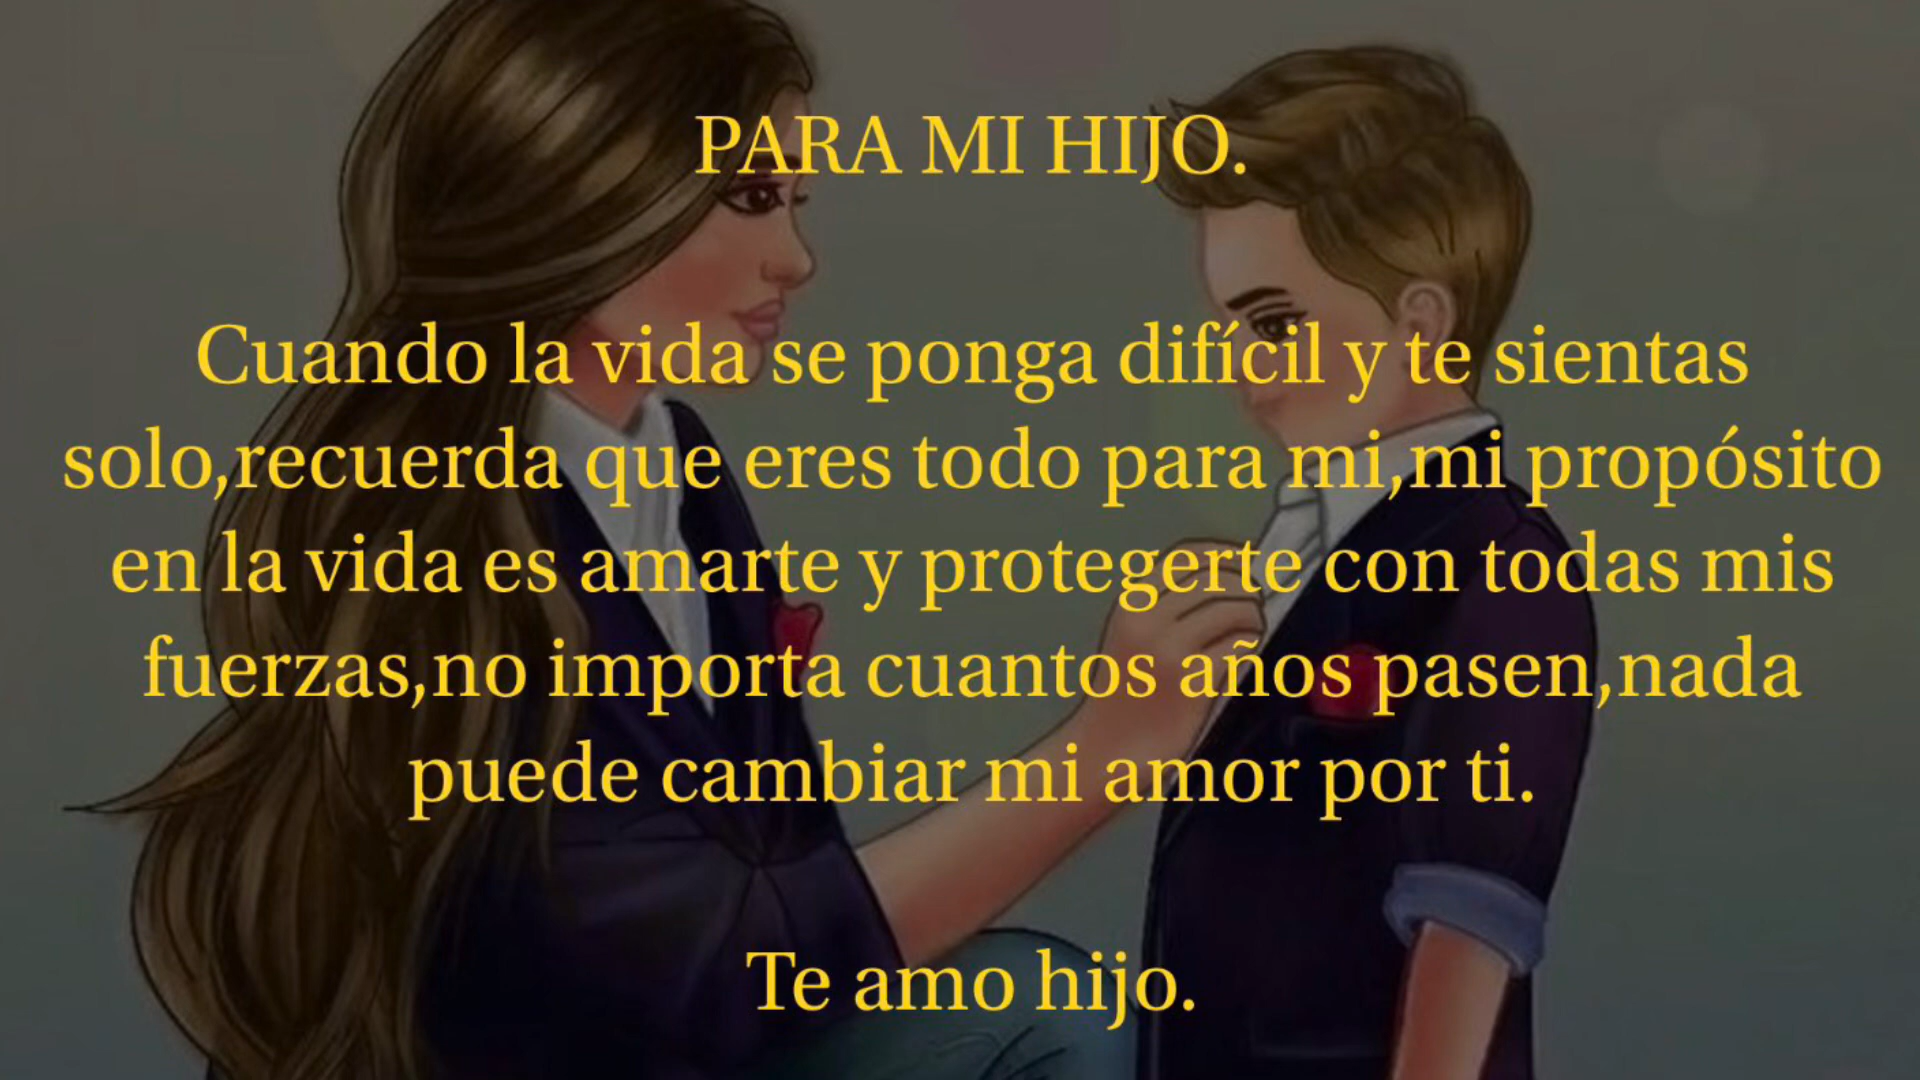 PARA MI HIJO.
Cuando la vida se ponga difícil y te sientas
solo,recuerda que eres todo para mi,mi propósito
en la vida es amarte y protegerte con todas mis
fuerzas,no importa cuantos años pasen,nada
puede cambiar mi amor por ti.
Te amo hijo.